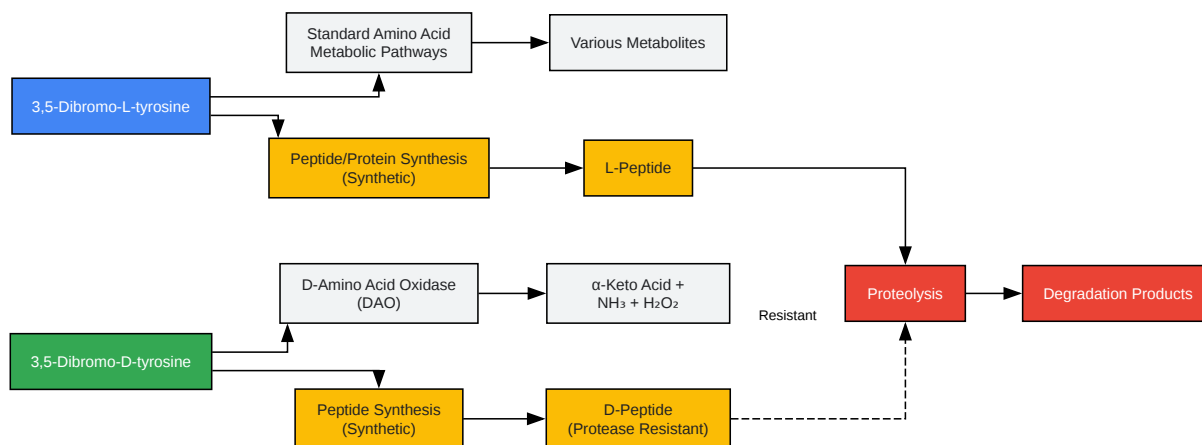 Standard Amino Acid
Metabolic Pathways
Various Metabolites
3,5-Dibromo-L-tyrosine
Peptide/Protein Synthesis
(Synthetic)
L-Peptide
D-Amino Acid Oxidase
(DAO)
α-Keto Acid +
NH₃ + H₂O₂
Proteolysis
Degradation Products
Resistant
3,5-Dibromo-D-tyrosine
Peptide Synthesis
(Synthetic)
D-Peptide
(Protease Resistant)